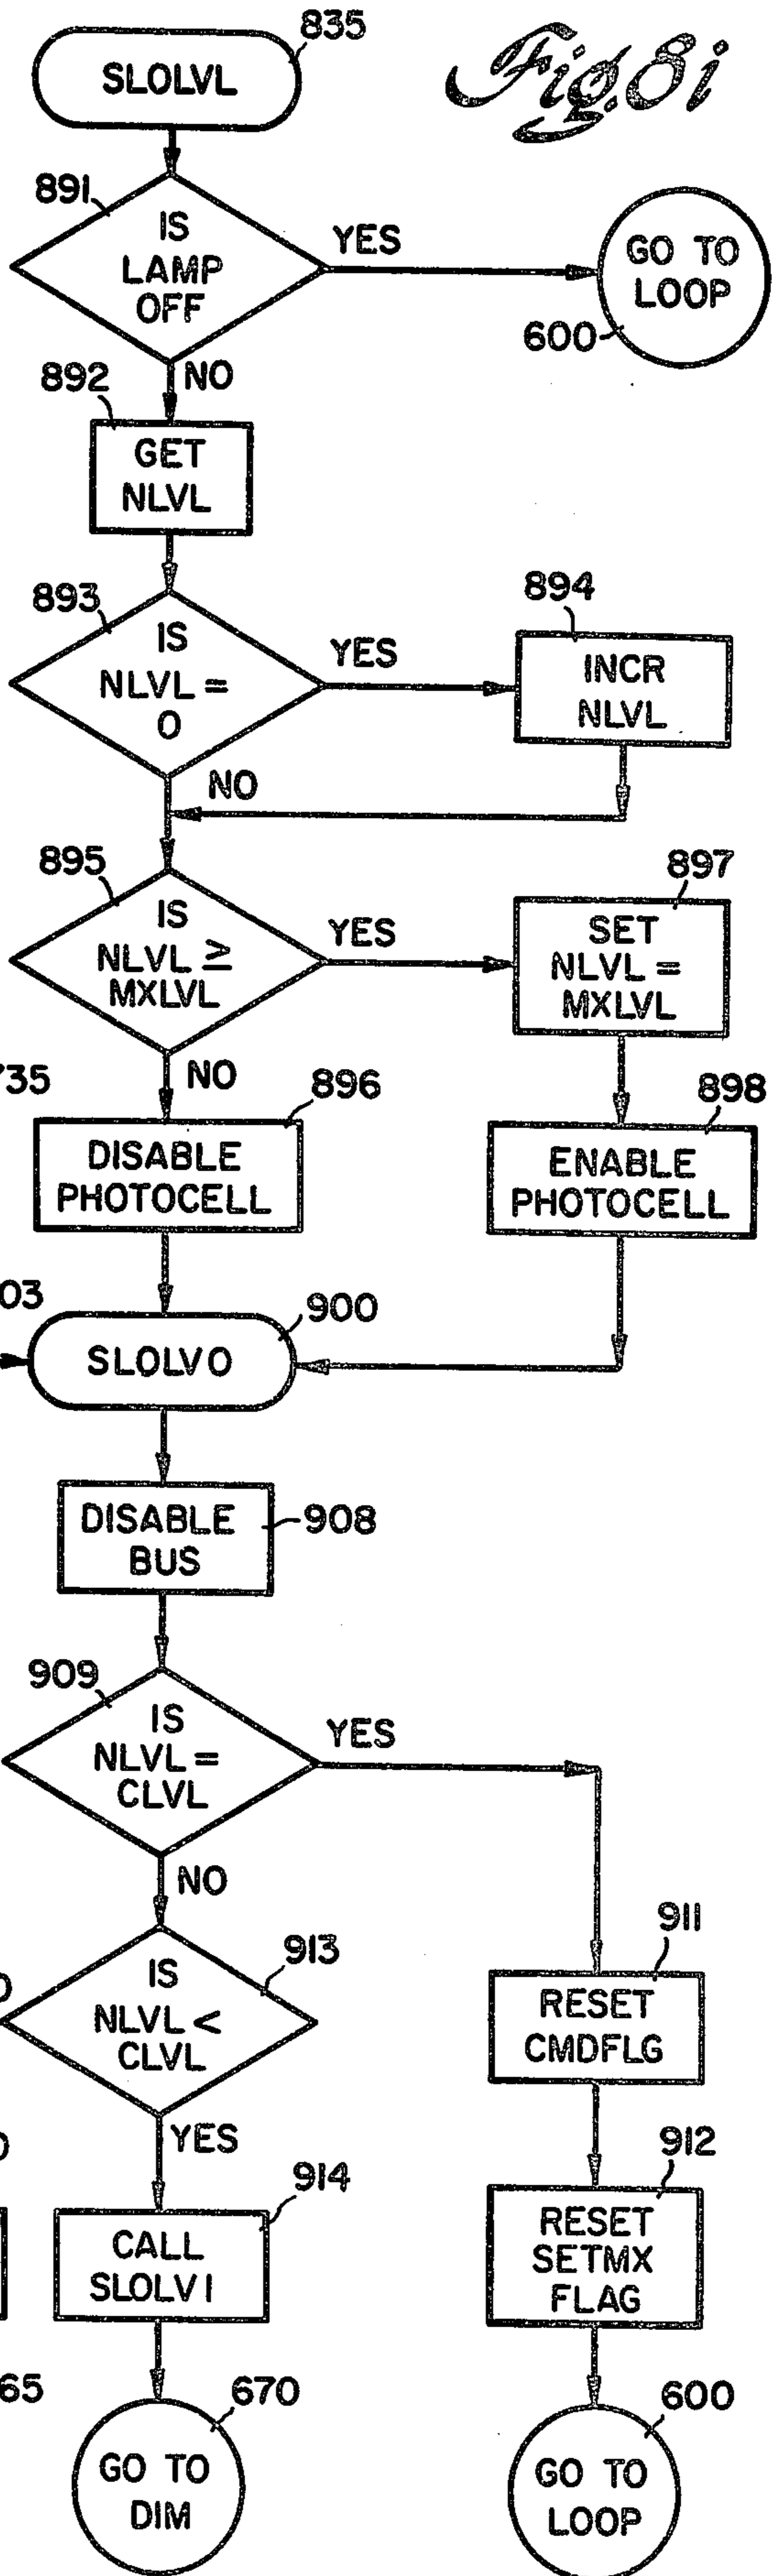 835
SLOLVL
Fig. 8i
891
IS
LAMP
OFF
YES
GO TO
LOOP
600
NO
892
GET
NLVL
893
IS
NLVL =
0
YES
894
INCR
NLVL
NO
895
IS
NLVL ≥
MXLVL
YES
897
SET
NLVL =
MXLVL
735
NO
896
898
DISABLE
PHOTOCELL
ENABLE
PHOTOCELL
03
900
SLOLVO
DISABLE
BUS
908
909
IS
NLVL =
CLVL
YES
NO
911
913
IS
NLVL <
CLVL
RESET
CMDFLG
YES
912
914
CALL
SLOLVI
RESET
SETMX
FLAG
65
670
600
GO TO
DIM
GO TO
LOOP